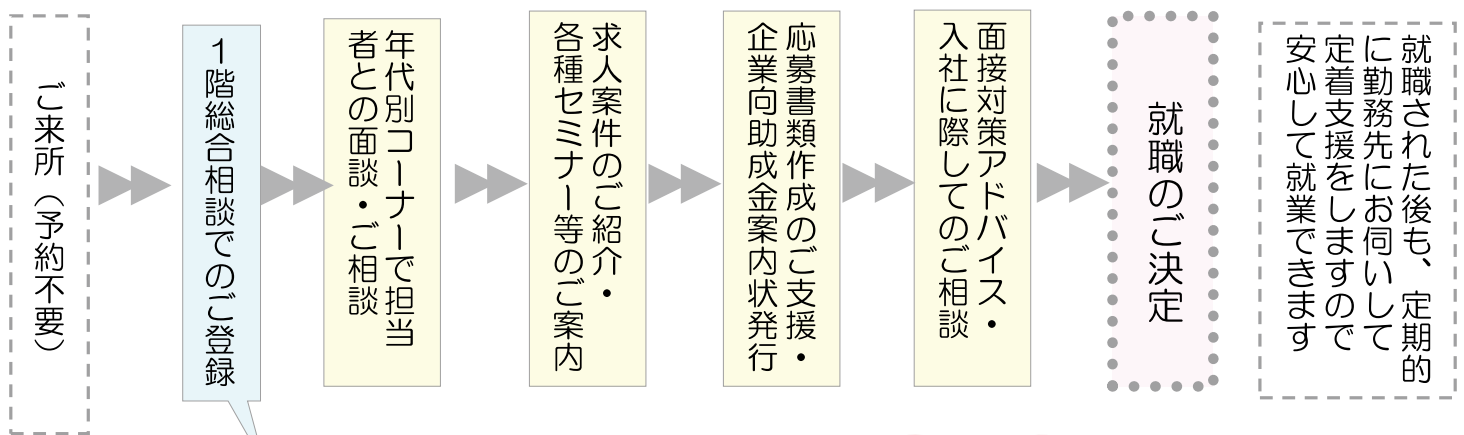 ご来所（予約不要）
１階総合相談でのご登録
年代別コーナーで担当
者との面談・ご相談
求人案件のご紹介・
各種セミナー等のご案内
応募書類作成のご支援・
企業向助成金案内状発行
面接対策アドバイス・
入社に際してのご相談
就職のご決定
就職された後も、定期的
に勤務先にお伺いして
定着支援をしますので
安心して就業できます